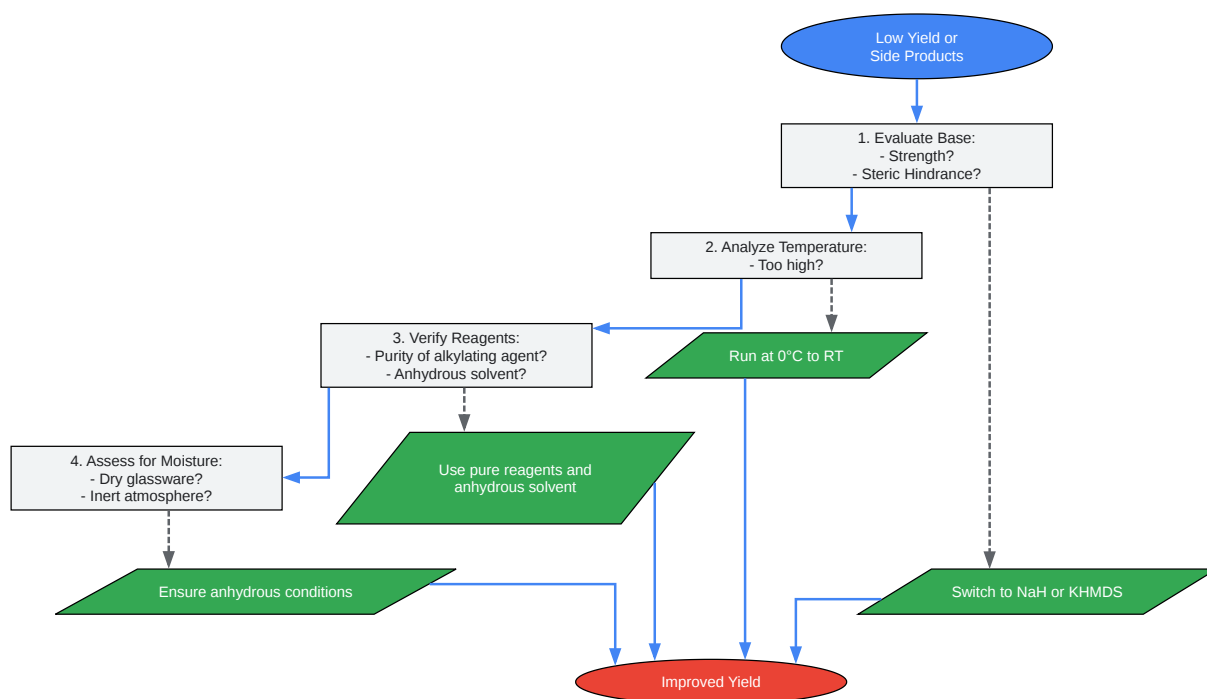 Low Yield or
Side Products
1. Evaluate Base:
- Strength?
- Steric Hindrance?
2. Analyze Temperature:
- Too high?
3. Verify Reagents:
- Purity of alkylating agent?
- Anhydrous solvent?
Run at 0°C to RT
4. Assess for Moisture:
- Dry glassware?
- Inert atmosphere?
Use pure reagents and
anhydrous solvent
Ensure anhydrous conditions
Switch to NaH or KHMDS
Improved Yield